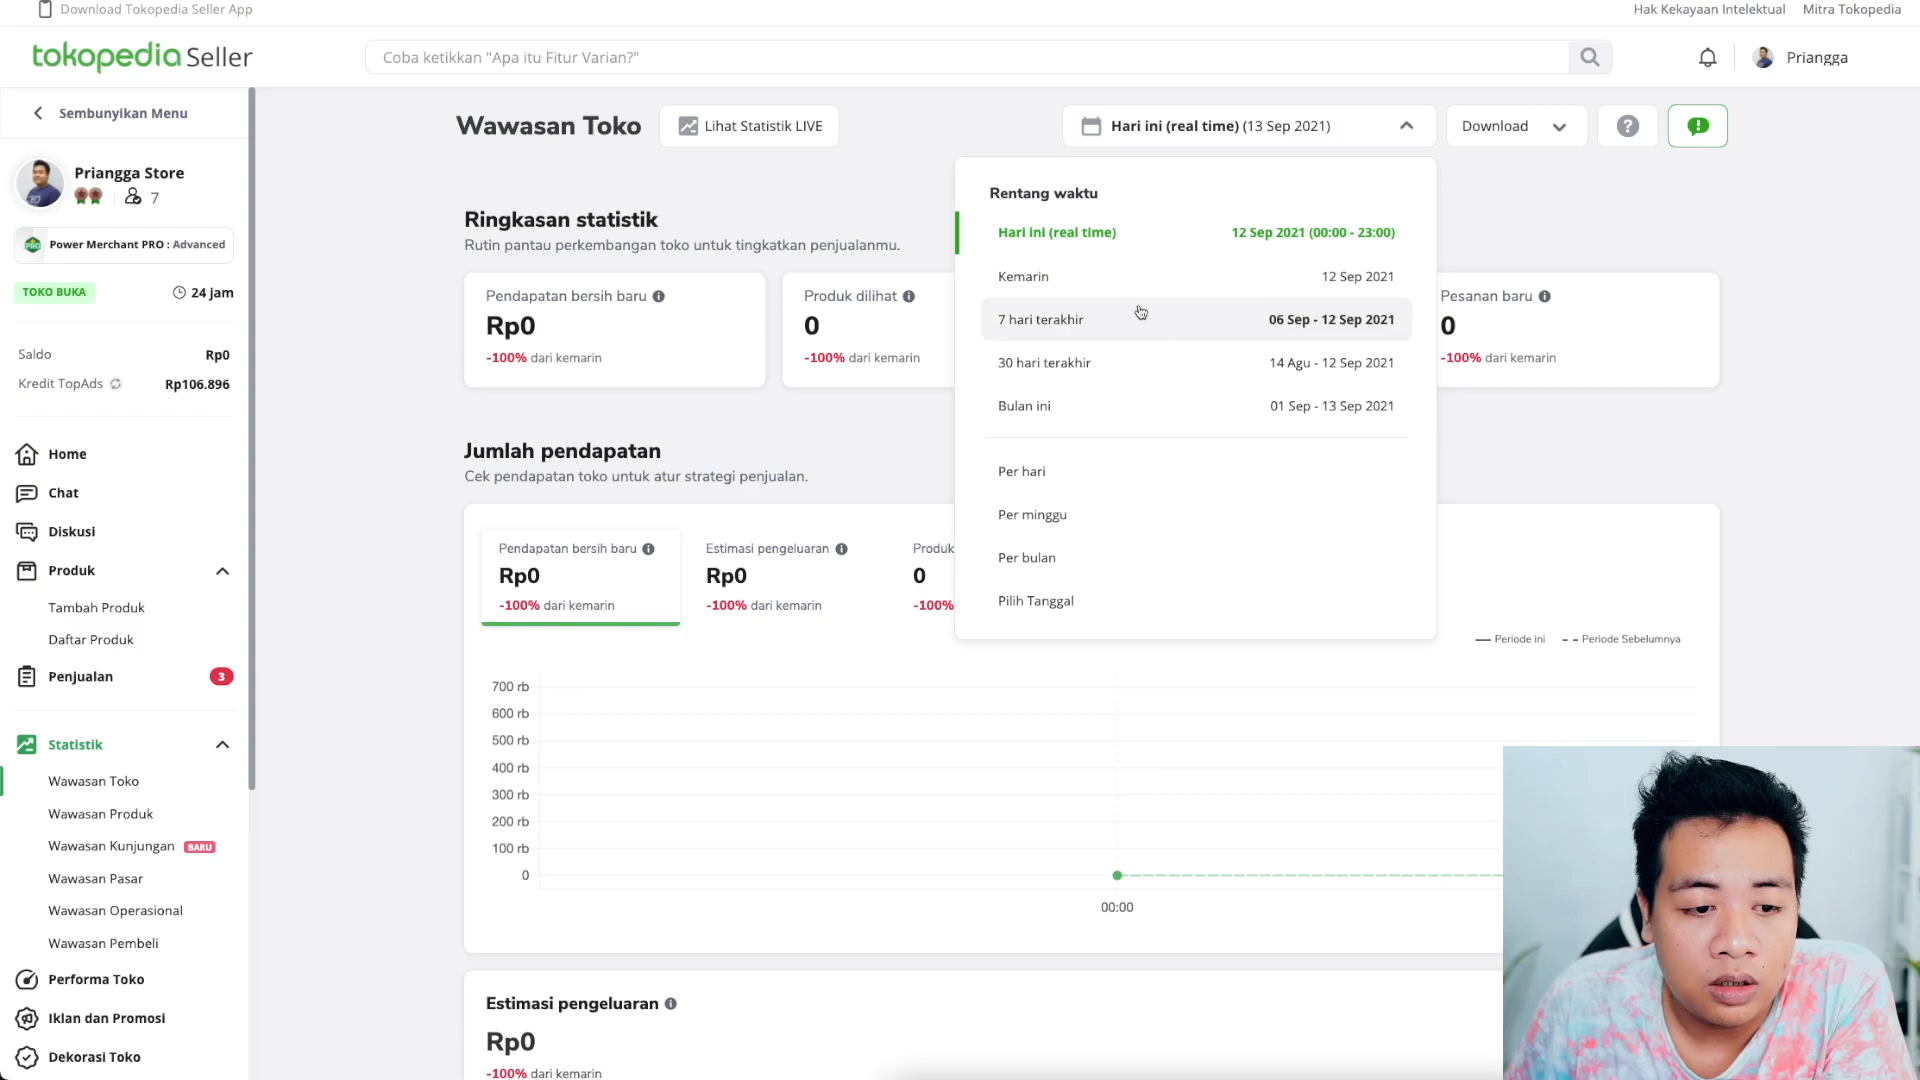 Download Tokopedia Seller App
Hak Kekayaan Intelektual Mitra Tokopedia
tokopedia Seller
Coba ketikkan "Apa itu Fitur Varian?"
Priangga
Sembunyikan Menu
Priangga Store
7
PRO Power Merchant PRO : Advanced
TOKO BUKA 24 jam
Saldo Rp0
Kredit TopAds Rp106.896
Home
Chat
Diskusi
Produk
Tambah Produk
Daftar Produk
Penjualan 3
Statistik
Wawasan Toko
Wawasan Produk
Wawasan Kunjungan BARU
Wawasan Pasar
Wawasan Operasional
Wawasan Pembeli
Performa Toko
Iklan dan Promosi
Dekorasi Toko
Wawasan Toko
Lihat Statistik LIVE
Hari ini (real time) (13 Sep 2021)
Download
Rentang waktu
Hari ini (real time) 12 Sep 2021 (00:00 - 23:00)
Kemarin 12 Sep 2021
7 hari terakhir 06 Sep - 12 Sep 2021
30 hari terakhir 14 Agu - 12 Sep 2021
Bulan ini 01 Sep - 13 Sep 2021
Per hari
Per minggu
Per bulan
Pilih Tanggal
Ringkasan statistik
Rutin pantau perkembangan toko untuk tingkatkan penjualanmu.
Pendapatan bersih baru
Rp0
-100% dari kemarin
Produk dilihat
0
-100% dari kemarin
Pesanan baru
0
-100% dari kemarin
Jumlah pendapatan
Cek pendapatan toko untuk atur strategi penjualan.
Pendapatan bersih baru
Rp0
-100% dari kemarin
Estimasi pengeluaran
Rp0
-100% dari kemarin
Produk
0
-100%
Periode ini Periode Sebelumnya
700 rb
600 rb
500 rb
400 rb
300 rb
200 rb
100 rb
0
00:00
Estimasi pengeluaran
Rp0
-100% dari kemarin